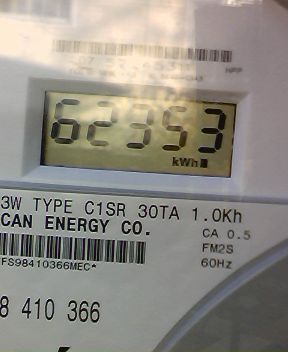 62353
kWh
3W TYPE C1SR 30TA 1.0Kh
CAN ENERGY CO.
CA 0.5
FM2S
FS98410366MEC*
60Hz
8 410 366